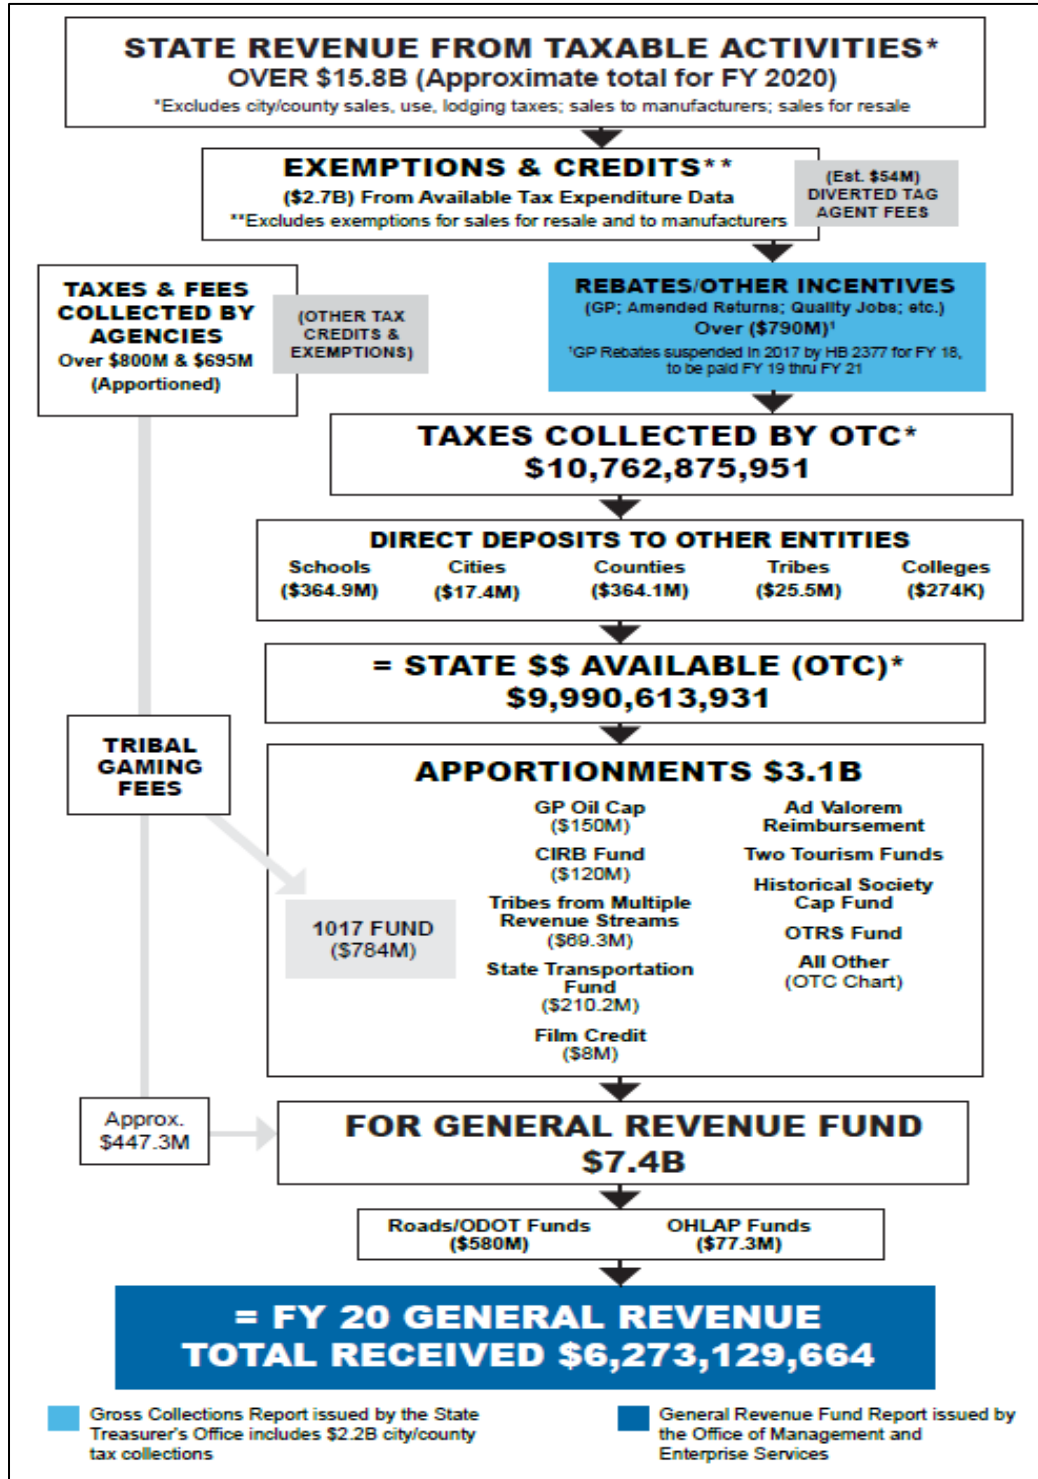 STATE REVENUE FROM TAXABLE ACTIVITIES*
OVER $15.8B (Approximate total for FY 2020)
*Excludes city/county sales, use, lodging taxes; sales to manufacturers; sales for resale
EXEMPTIONS & CREDITS**
($2.7B) From Available Tax Expenditure Data
**Excludes exemptions for sales for resale and to manufacturers
(Est. $54M)
DIVERTED TAG
AGENT FEES
TAXES & FEES
COLLECTED BY
AGENCIES
Over $800M & $695M
(Apportioned)
(OTHER TAX
CREDITS &
EXEMPTIONS)
REBATES/OTHER INCENTIVES
(GP; Amended Returns; Quality Jobs; etc.)
Over ($790M)¹
¹GP Rebates suspended in 2017 by HB 2377 for FY 18,
to be paid FY 19 thru FY 21
TAXES COLLECTED BY OTC*
$10,762,875,951
DIRECT DEPOSITS TO OTHER ENTITIES
Schools Cities Counties Tribes Colleges
($364.9M) ($17.4M) ($364.1M) ($25.5M) ($274K)
= STATE $$ AVAILABLE (OTC)*
$9,990,613,931
TRIBAL
GAMING
FEES
APPORTIONMENTS $3.1B
1017 FUND
($784M)
GP Oil Cap
($150M)
CIRB Fund
($120M)
Tribes from Multiple
Revenue Streams
($69.3M)
State Transportation
Fund
($210.2M)
Film Credit
($8M)
Ad Valorem
Reimbursement
Two Tourism Funds
Historical Society
Cap Fund
OTRS Fund
All Other
(OTC Chart)
Approx.
$447.3M
FOR GENERAL REVENUE FUND
$7.4B
Roads/ODOT Funds
($580M)
OHLAP Funds
($77.3M)
= FY 20 GENERAL REVENUE
TOTAL RECEIVED $6,273,129,664
Gross Collections Report issued by the State
Treasurer's Office includes $2.2B city/county
tax collections
General Revenue Fund Report issued by
the Office of Management and
Enterprise Services